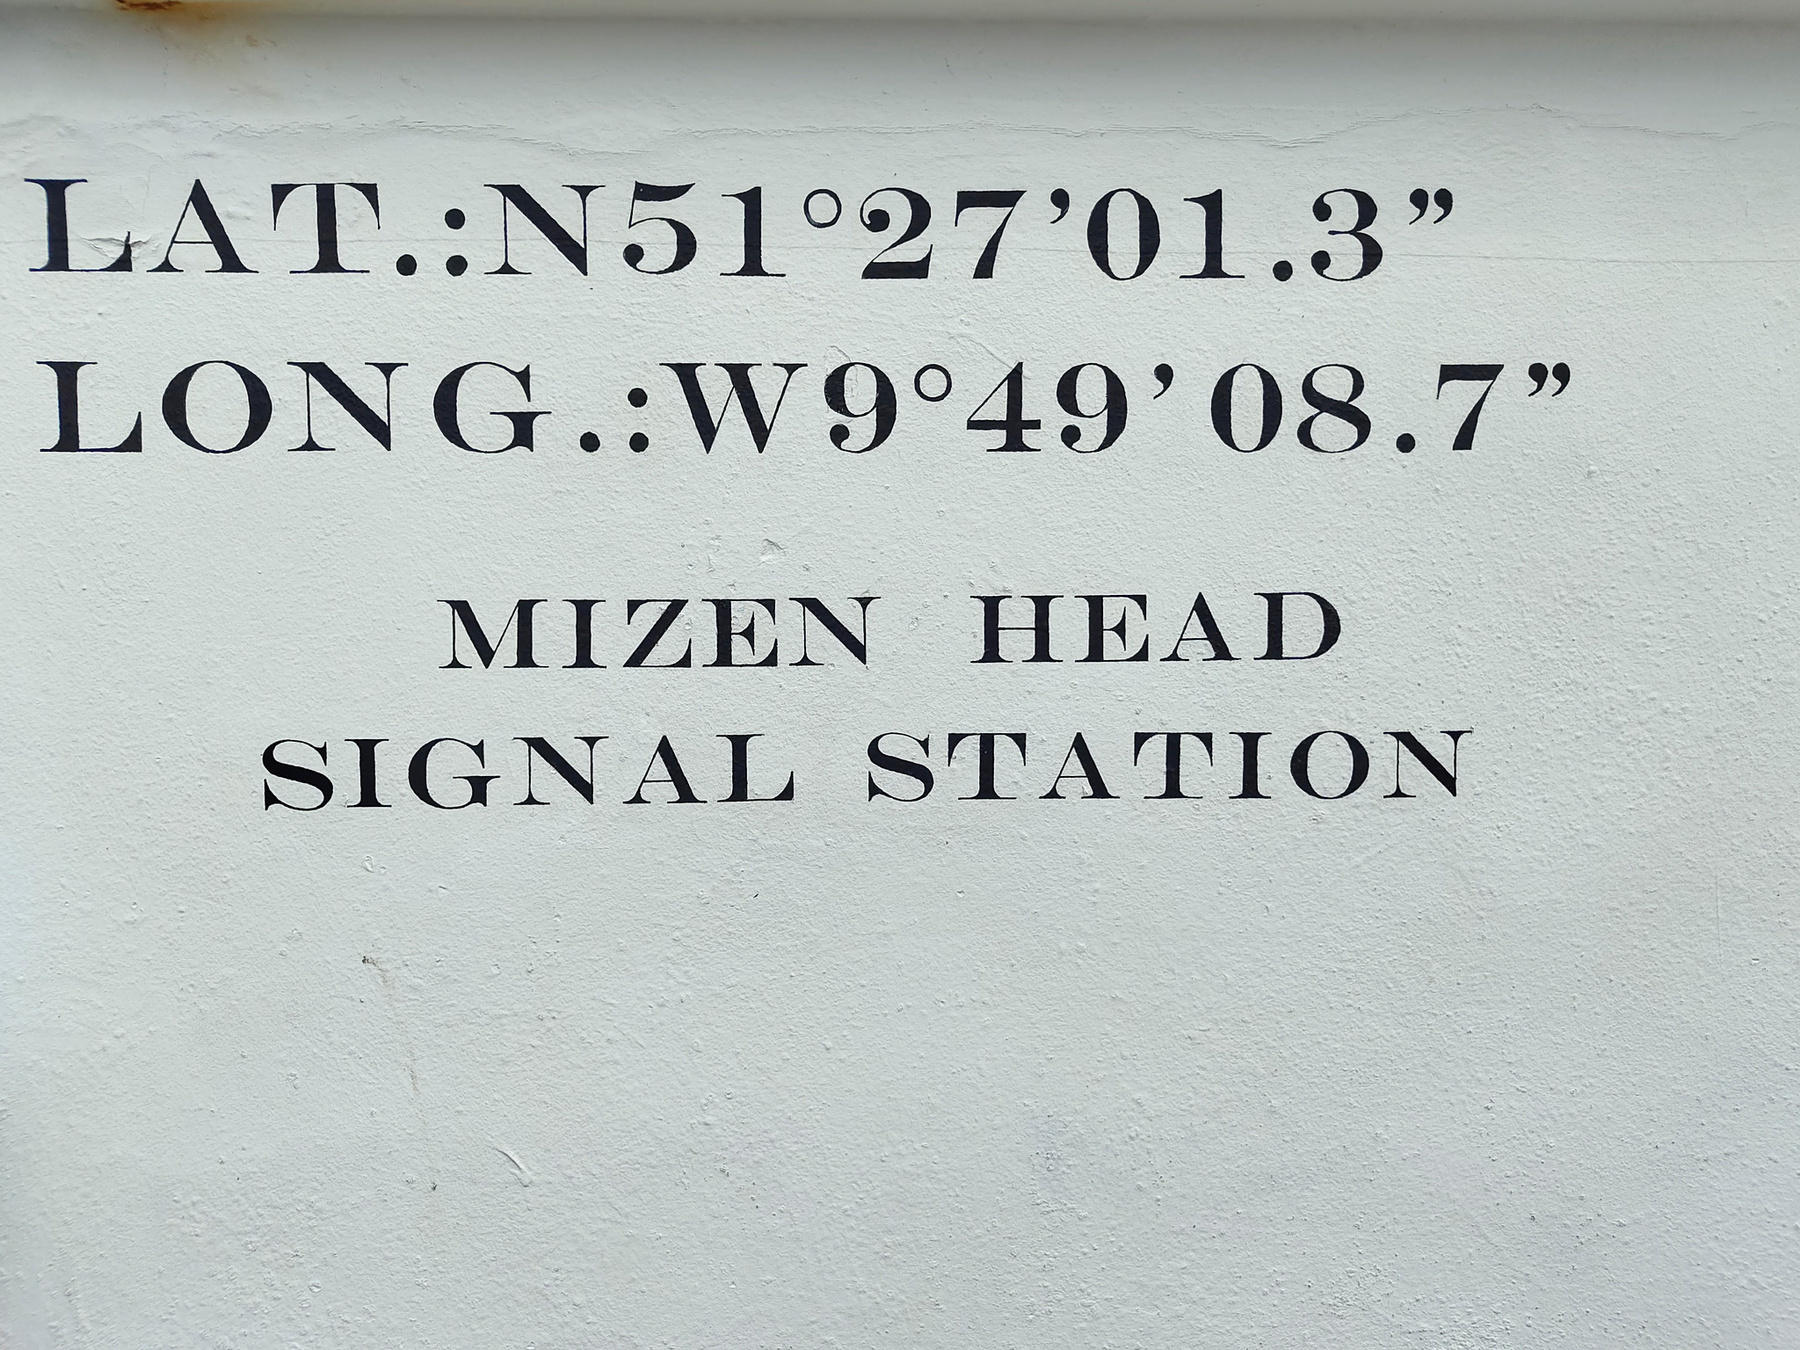 LAT.:N51°27’01.3”
LONG.:W9°49’08.7”
MIZEN HEAD
SIGNAL STATION